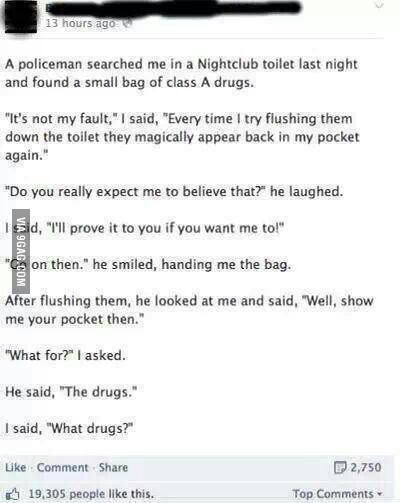 13 hours ago
A policeman searched me in a Nightclub toilet last night
and found a small bag of class A drugs.
"It's not my fault," I said, "Every time I try flushing them
down the toilet they magically appear back in my pocket
again."
"Do you really expect me to believe that?" he laughed.
I said, "I'll prove it to you if you want me to!"
"Go on then." he smiled, handing me the bag.
After flushing them, he looked at me and said, "Well, show
me your pocket then."
"What for?" I asked.
He said, "The drugs."
I said, "What drugs?"
Like · Comment · Share
2,750
19,305 people like this.
Top Comments
VIA 9GAG.COM